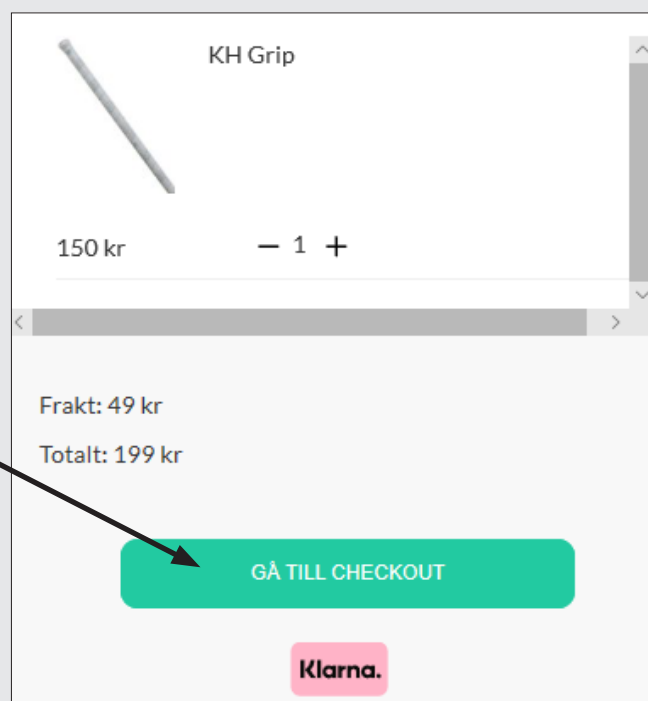 KH Grip
150 kr
− 1 +
Frakt: 49 kr
Totalt: 199 kr
GÅ TILL CHECKOUT
Klarna.